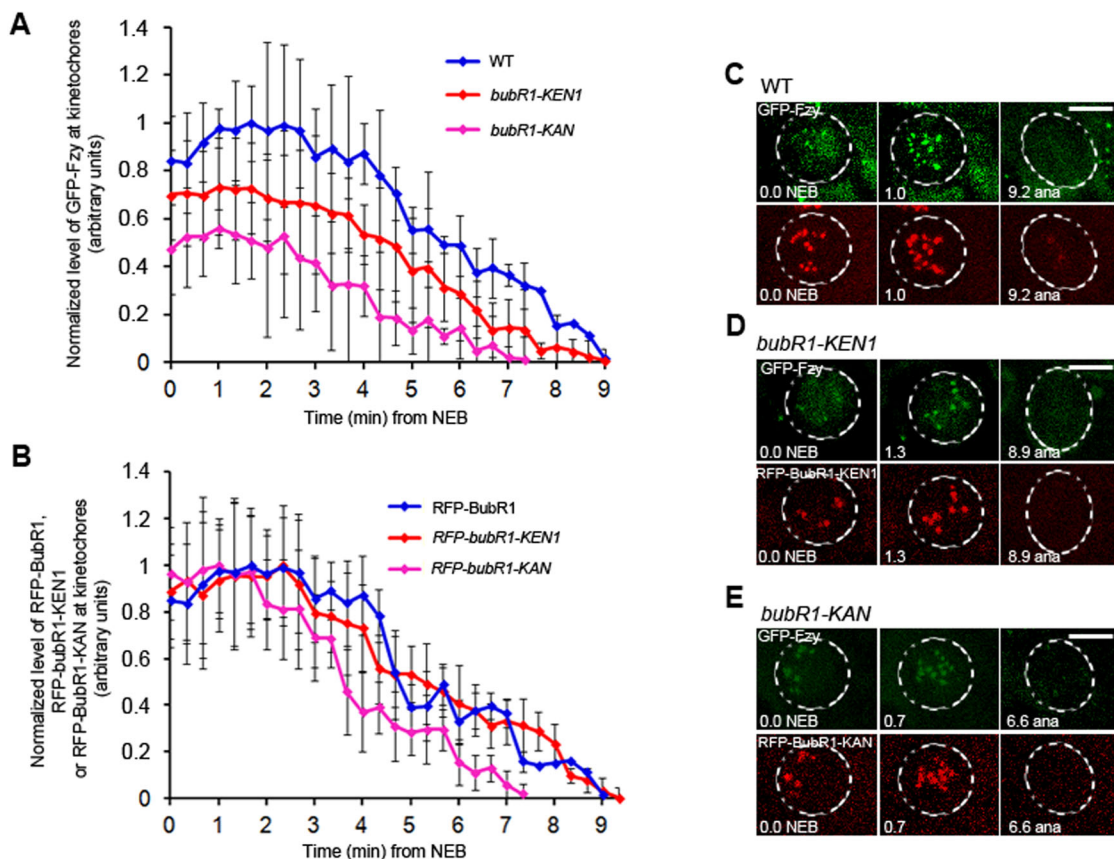 A
Normalized level of GFP-Fzy at kinetochores
(arbitrary units)
1.4
1.2
1
0.8
0.6
0.4
0.2
0
WT
bubR1-KEN1
bubR1-KAN
0 1 2 3 4 5 6 7 8 9
Time (min) from NEB
B
Normalized level of RFP-BubR1,
RFP-bubR1-KEN1
or RFP-BubR1-KAN at kinetochores
(arbitrary units)
1.4
1.2
1
0.8
0.6
0.4
0.2
0
RFP-BubR1
RFP-bubR1-KEN1
RFP-bubR1-KAN
0 1 2 3 4 5 6 7 8 9
Time (min) from NEB
C WT
GFP-Fzy
0.0 NEB 1.0 9.2 ana
0.0 NEB 1.0 9.2 ana
D bubR1-KEN1
GFP-Fzy
0.0 NEB 1.3 8.9 ana
RFP-BubR1-KEN1
0.0 NEB 1.3 8.9 ana
E bubR1-KAN
GFP-Fzy
0.0 NEB 0.7 6.6 ana
RFP-BubR1-KAN
0.0 NEB 0.7 6.6 ana